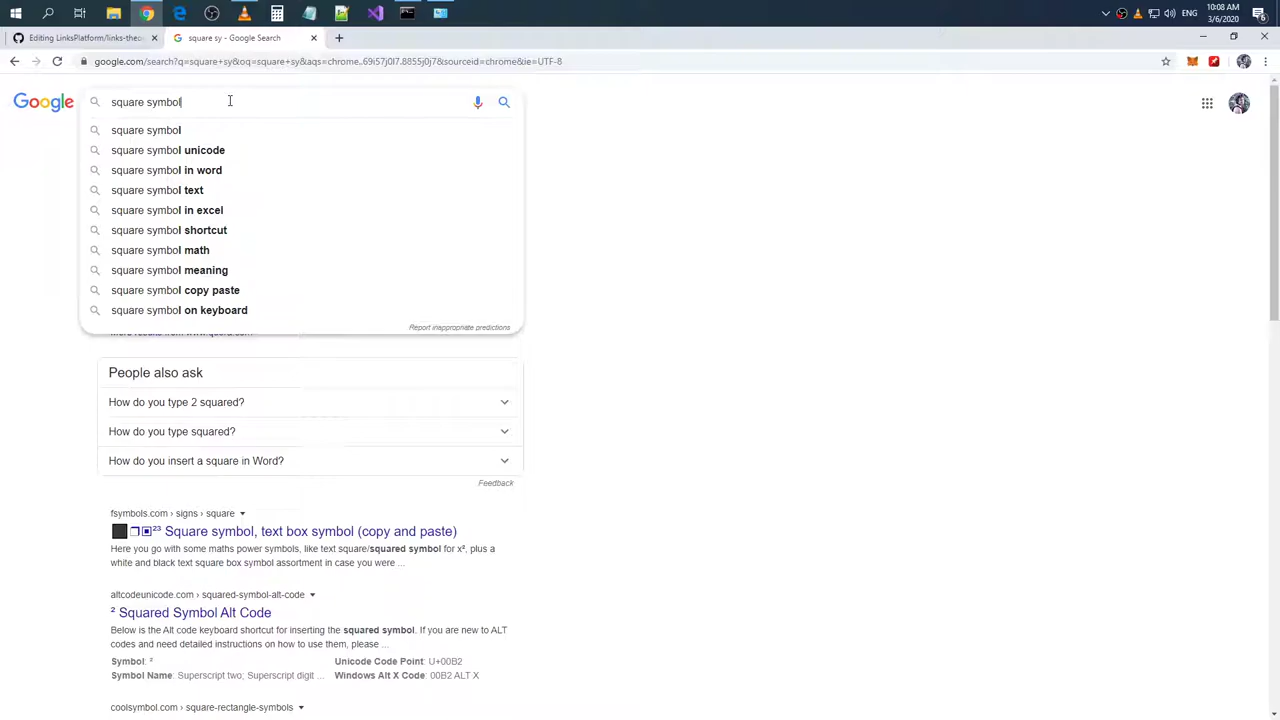 ENG
10:08 AM
3/6/2020
Editing LinksPlatform/links-theo
square sy - Google Search
google.com/search?q=square+sy&oq=square+sy&aqs=chrome..69i57j0l7.8855j0j7&sourceid=chrome&ie=UTF-8
Google
square symbol
square symbol
square symbol unicode
square symbol in word
square symbol text
square symbol in excel
square symbol shortcut
square symbol math
square symbol meaning
square symbol copy paste
square symbol on keyboard
Report inappropriate predictions
People also ask
How do you type 2 squared?
How do you type squared?
How do you insert a square in Word?
Feedback
fsymbols.com › signs › square
⬛❐▣²³ Square symbol, text box symbol (copy and paste)
Here you go with some maths power symbols, like text square/squared symbol for x², plus a
white and black text square box symbol assortment in case you were ...
altcodeunicode.com › squared-symbol-alt-code
² Squared Symbol Alt Code
Below is the Alt code keyboard shortcut for inserting the squared symbol. If you are new to ALT
codes and need detailed instructions on how to use them, please ...
Symbol: ² Unicode Code Point: U+00B2
Symbol Name: Superscript two; Superscript digit ... Windows Alt X Code: 00B2 ALT X
coolsymbol.com › square-rectangle-symbols